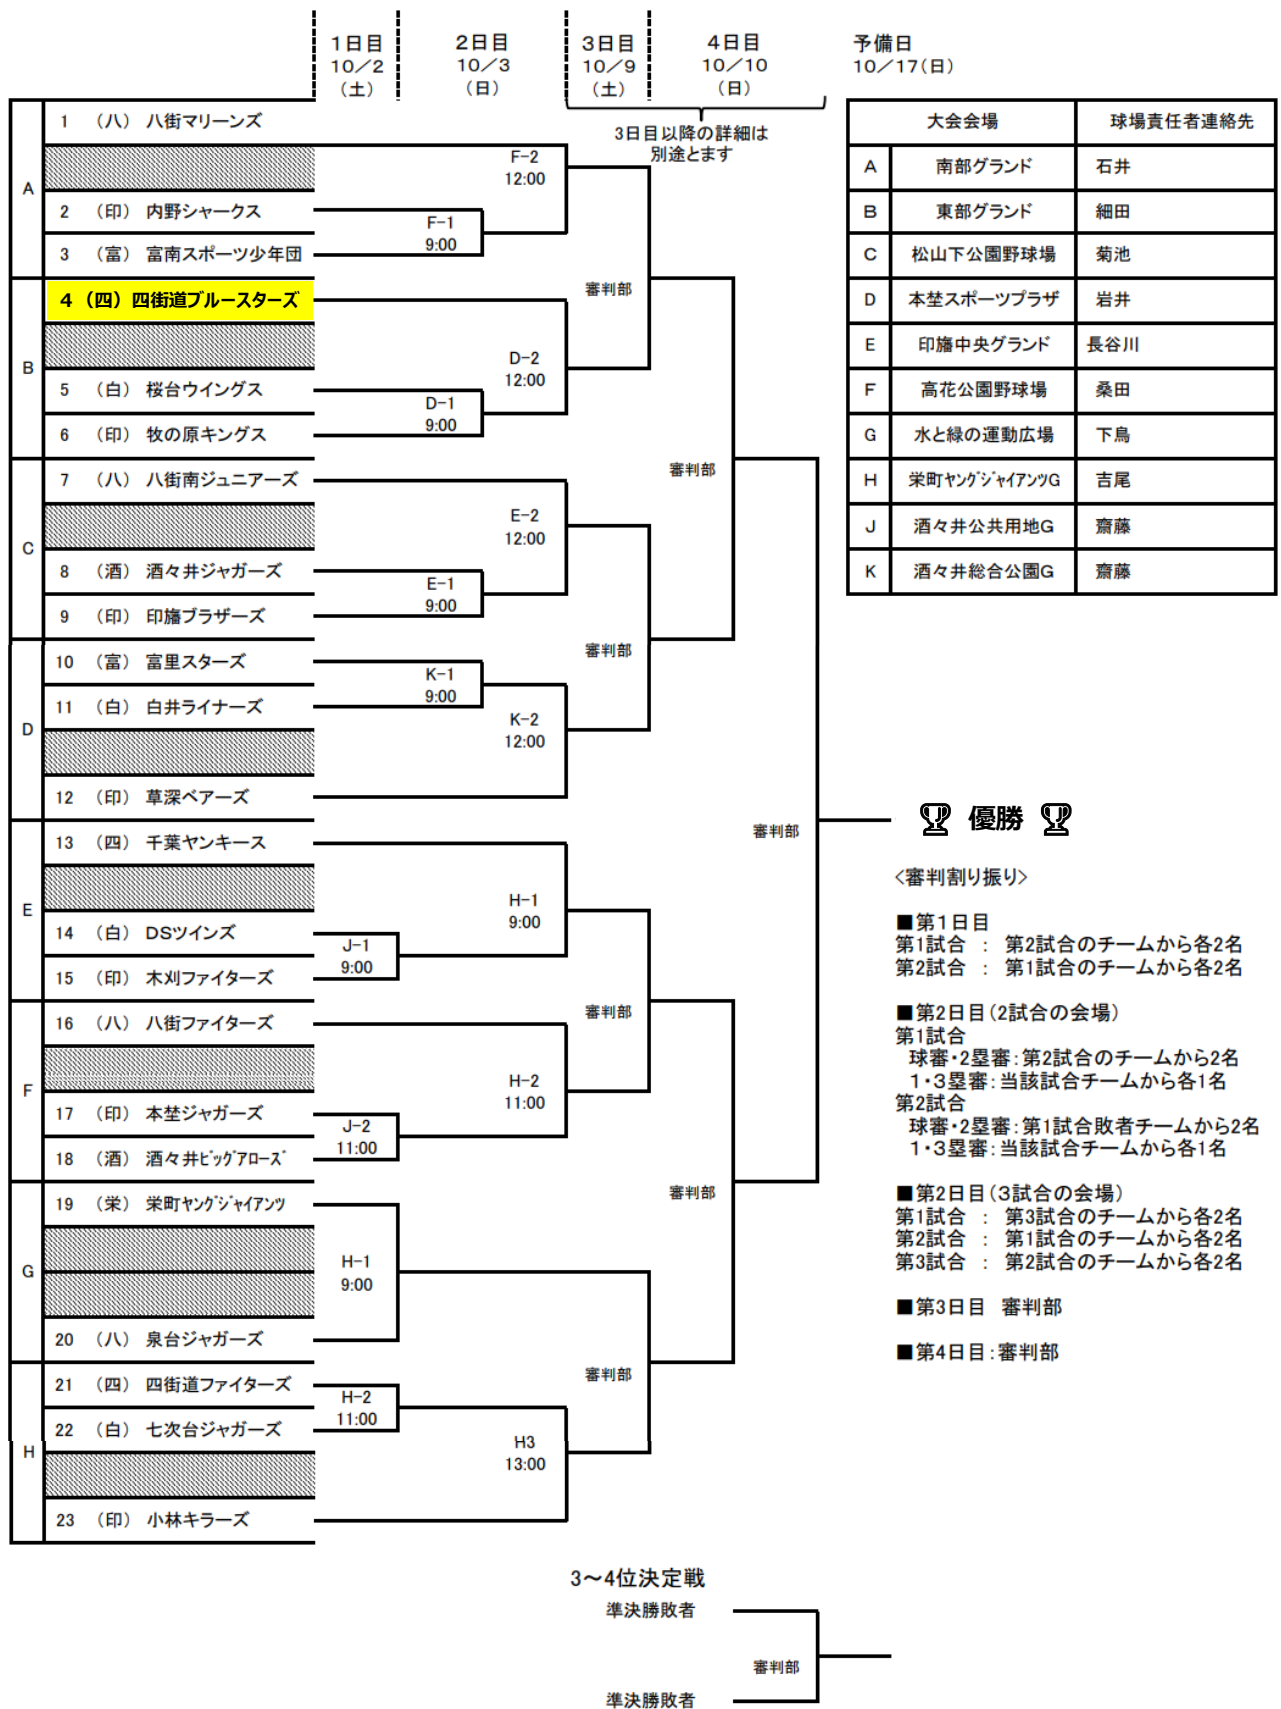 1日目
10／2
（土）
2日目
10／3
（日）
3日目
10／9
（土）
4日目
10／10
（日）
予備日
10／17（日）
3日目以降の詳細は
別途とます
A
1 （八） 八街マリーンズ
2 （印） 内野シャークス
3 （富） 富南スポーツ少年団
F-1
9:00
F-2
12:00
B
4 （四） 四街道ブルースターズ
5 （白） 桜台ウイングス
6 （印） 牧の原キングス
D-1
9:00
D-2
12:00
審判部
C
7 （八） 八街南ジュニアーズ
8 （酒） 酒々井ジャガーズ
9 （印） 印旛ブラザーズ
E-1
9:00
E-2
12:00
審判部
D
10 （富） 富里スターズ
11 （白） 白井ライナーズ
12 （印） 草深ベアーズ
K-1
9:00
K-2
12:00
審判部
E
13 （四） 千葉ヤンキース
14 （白） DSツインズ
15 （印） 木刈ファイターズ
J-1
9:00
H-1
9:00
審判部
F
16 （八） 八街ファイターズ
17 （印） 本埜ジャガーズ
18 （酒） 酒々井ﾋﾞｯｸﾞｱﾛｰｽﾞ
J-2
11:00
H-2
11:00
審判部
G
19 （栄） 栄町ﾔﾝｸﾞｼﾞｬｲｱﾝﾂ
20 （八） 泉台ジャガーズ
H-1
9:00
審判部
H
21 （四） 四街道ファイターズ
22 （白） 七次台ジャガーズ
23 （印） 小林キラーズ
H-2
11:00
H3
13:00
審判部
大会会場 球場責任者連絡先
A 南部グランド 石井
B 東部グランド 細田
C 松山下公園野球場 菊池
D 本埜スポーツプラザ 岩井
E 印旛中央グランド 長谷川
F 高花公園野球場 桑田
G 水と緑の運動広場 下鳥
H 栄町ﾔﾝｸﾞｼﾞｬｲｱﾝﾂG 吉尾
J 酒々井公共用地G 齋藤
K 酒々井総合公園G 齋藤
優勝
＜審判割り振り＞
■第1日目
第1試合 ： 第2試合のチームから各2名
第2試合 ： 第1試合のチームから各2名
■第2日目（2試合の会場）
第1試合
球審・2塁審：第2試合のチームから2名
1・3塁審：当該試合チームから各1名
第2試合
球審・2塁審：第1試合敗者チームから2名
1・3塁審：当該試合チームから各1名
■第2日目（3試合の会場）
第1試合 ： 第3試合のチームから各2名
第2試合 ： 第1試合のチームから各2名
第3試合 ： 第2試合のチームから各2名
■第3日目 審判部
■第4日目：審判部
3～4位決定戦
準決勝敗者
審判部
準決勝敗者